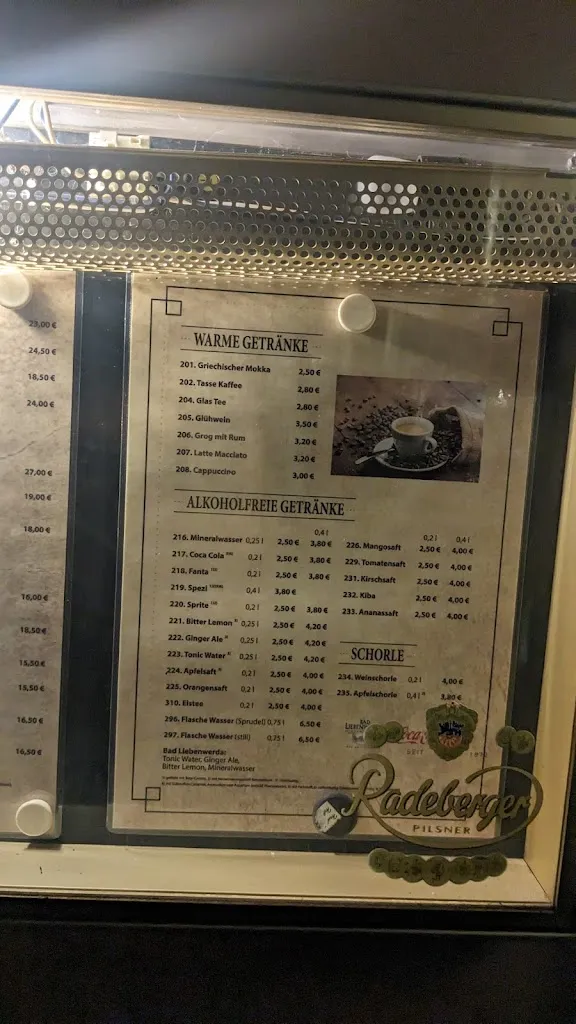 23,00 €
24,50 €
18,50 €
24,00 €
27,00 €
19,00 €
18,00 €
16,00 €
18,50 €
15,50 €
15,50 €
16,50 €
16,50 €
WARME GETRÄNKE
201. Griechischer Mokka 2,50 €
202. Tasse Kaffee 2,80 €
204. Glas Tee 2,80 €
205. Glühwein 3,50 €
206. Grog mit Rum 3,20 €
207. Latte Macciato 3,20 €
208. Cappuccino 3,00 €
ALKOHOLFREIE GETRÄNKE
0,4 l
216. Mineralwasser 0,25 l 2,50 € 3,80 €
217. Coca Cola 0,2 l 2,50 € 3,80 €
218. Fanta 0,2 l 2,50 € 3,80 €
219. Spezi 0,4 l 3,80 €
220. Sprite 0,2 l 2,50 € 3,80 €
221. Bitter Lemon 0,25 l 2,50 € 4,20 €
222. Ginger Ale 0,25 l 2,50 € 4,20 €
223. Tonic Water 0,25 l 2,50 € 4,20 €
224. Apfelsaft 0,2 l 2,50 € 4,00 €
225. Orangensaft 0,2 l 2,50 € 4,00 €
310. Eistee 0,2 l 2,50 € 4,00 €
296. Flasche Wasser (Sprudel) 0,75 l 6,50 €
297. Flasche Wasser (still) 0,75 l 6,50 €
Bad Liebenwerda:
Tonic Water, Ginger Ale,
Bitter Lemon, Mineralwasser
0,2 l 0,4 l
226. Mangosaft 2,50 € 4,00 €
229. Tomatensaft 2,50 € 4,00 €
231. Kirschsaft 2,50 € 4,00 €
232. Kiba 2,50 € 4,00 €
233. Ananassaft 2,50 € 4,00 €
SCHORLE
234. Weinschorle 0,2 l 4,00 €
235. Apfelschorle 0,4 l 3,80 €
BAD
SEIT
Radeberger
PILSNER